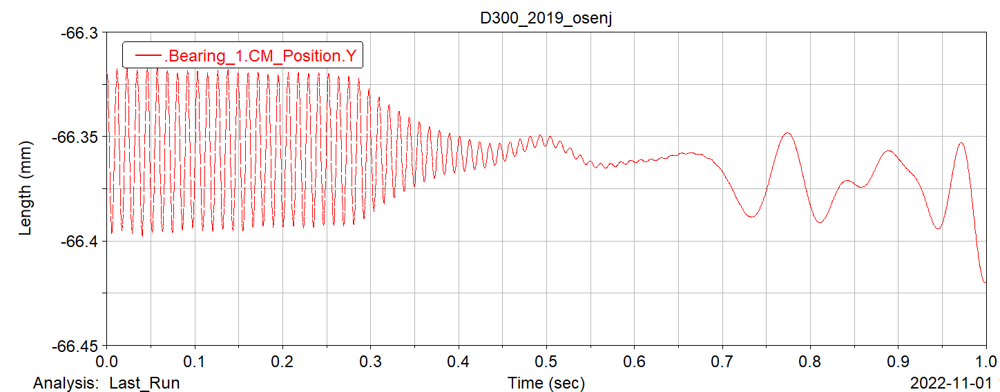 D300_2019_osenj
-66.3
.Bearing_1.CM_Position.Y
-66.35
Length (mm)
-66.4
-66.45
0.0 0.1 0.2 0.3 0.4 0.5 0.6 0.7 0.8 0.9 1.0
Analysis: Last_Run Time (sec) 2022-11-01